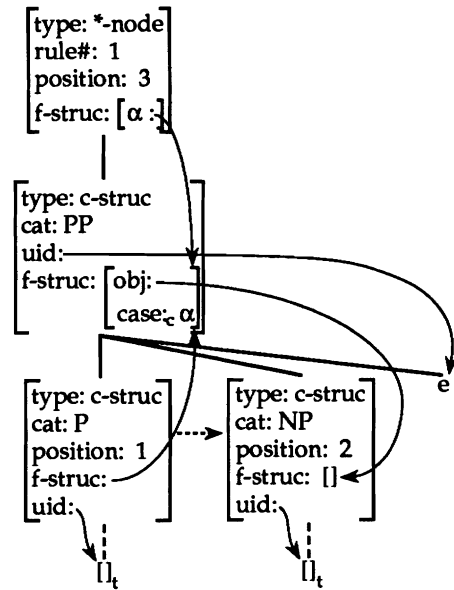 type: *-node
rule#: 1
position: 3
f-struc: [α :]
type: c-struc
cat: PP
uid:
f-struc: [obj:
case:c α]
e
type: c-struc
cat: P
position: 1
f-struc:
uid:
type: c-struc
cat: NP
position: 2
f-struc: []
uid:
[]t
[]t